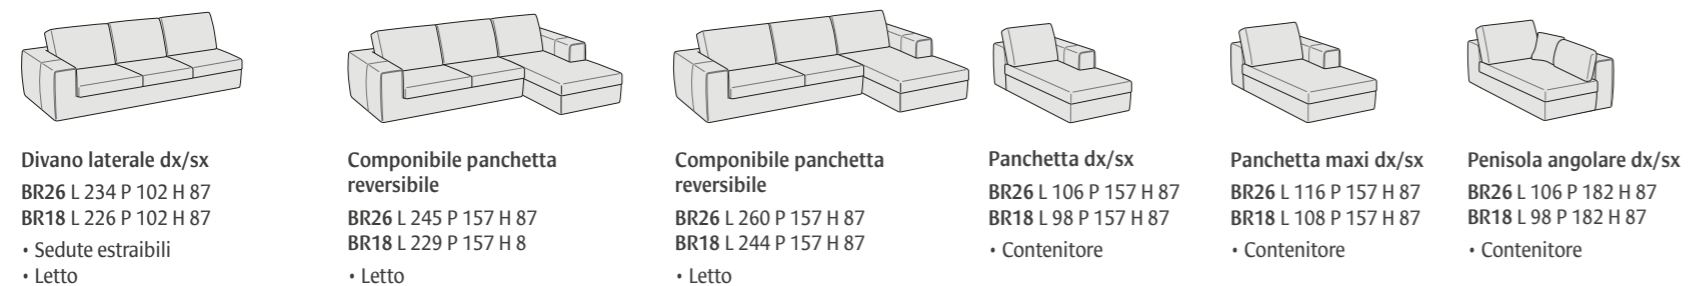 Divano laterale dx/sx
BR26 L 234 P 102 H 87
BR18 L 226 P 102 H 87
• Sedute estraibili
• Letto
Componibile panchetta
reversibile
BR26 L 245 P 157 H 87
BR18 L 229 P 157 H 8
• Letto
Componibile panchetta
reversibile
BR26 L 260 P 157 H 87
BR18 L 244 P 157 H 87
• Letto
Panchetta dx/sx
BR26 L 106 P 157 H 87
BR18 L 98 P 157 H 87
• Contenitore
Panchetta maxi dx/sx
BR26 L 116 P 157 H 87
BR18 L 108 P 157 H 87
• Contenitore
Penisola angolare dx/sx
BR26 L 106 P 182 H 87
BR18 L 98 P 182 H 87
• Contenitore